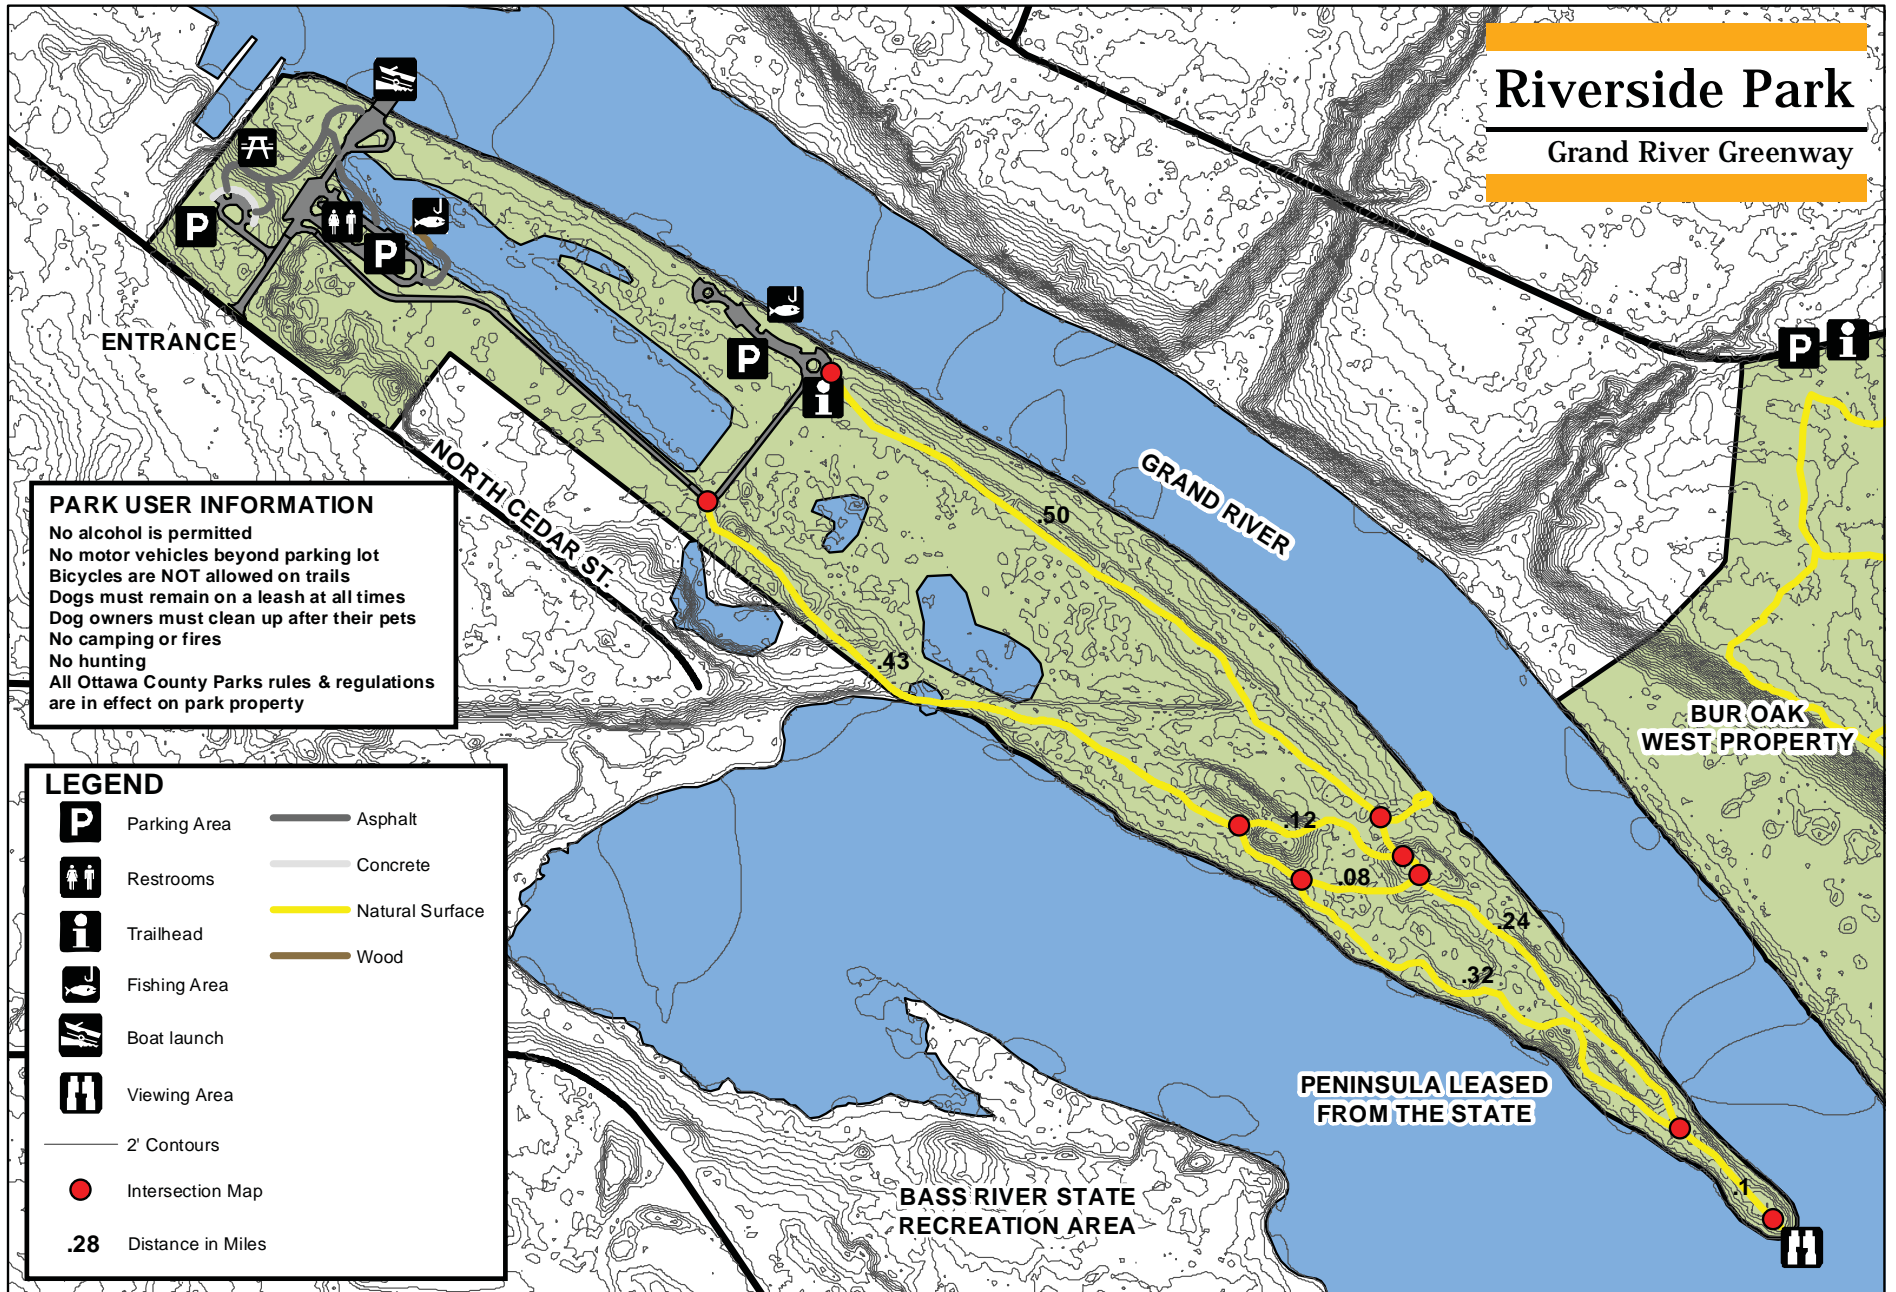 Riverside Park
Grand River Greenway
P
P
P
i
P
i
ENTRANCE
NORTH CEDAR ST.
GRAND RIVER
.50
.43
.12
.08
.24
.32
.1
BUR OAK
WEST PROPERTY
PENINSULA LEASED
FROM THE STATE
BASS RIVER STATE
RECREATION AREA
PARK USER INFORMATION
No alcohol is permitted
No motor vehicles beyond parking lot
Bicycles are NOT allowed on trails
Dogs must remain on a leash at all times
Dog owners must clean up after their pets
No camping or fires
No hunting
All Ottawa County Parks rules & regulations
are in effect on park property
LEGEND
P Parking Area
Restrooms
i Trailhead
Fishing Area
Boat launch
Viewing Area
2' Contours
Intersection Map
.28 Distance in Miles
Asphalt
Concrete
Natural Surface
Wood